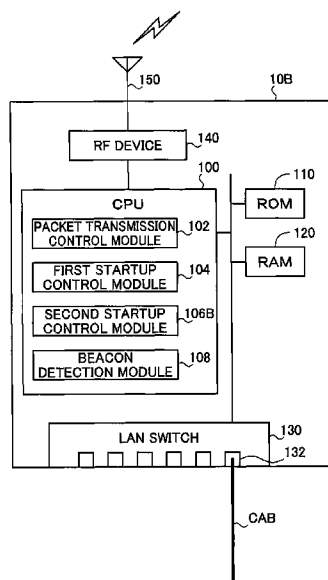 150
10B
140
RF DEVICE
100
CPU
110
ROM
PACKET TRANSMISSION
CONTROL MODULE
102
120
RAM
FIRST STARTUP
CONTROL MODULE
104
SECOND STARTUP
CONTROL MODULE
106B
BEACON
DETECTION MODULE
108
LAN SWITCH
130
132
CAB